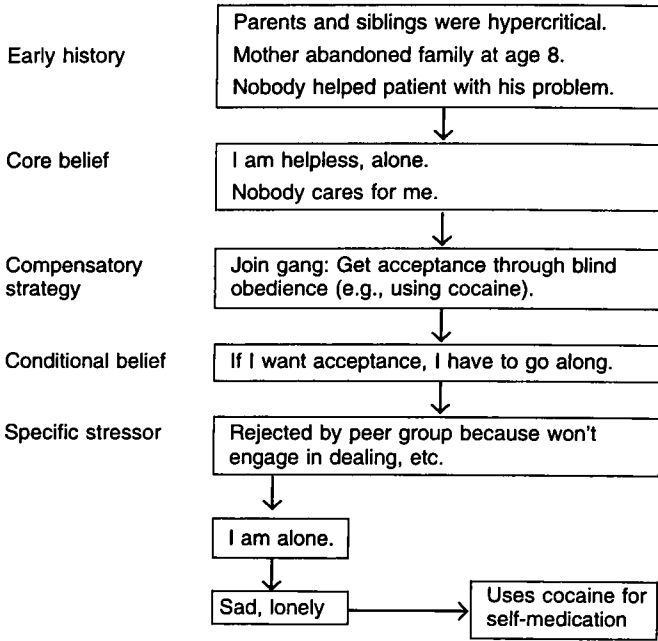 Early history
Parents and siblings were hypercritical.
Mother abandoned family at age 8.
Nobody helped patient with his problem.
Core belief
I am helpless, alone.
Nobody cares for me.
Compensatory
strategy
Join gang: Get acceptance through blind
obedience (e.g., using cocaine).
Conditional belief
If I want acceptance, I have to go along.
Specific stressor
Rejected by peer group because won't
engage in dealing, etc.
I am alone.
Sad, lonely
Uses cocaine for
self-medication